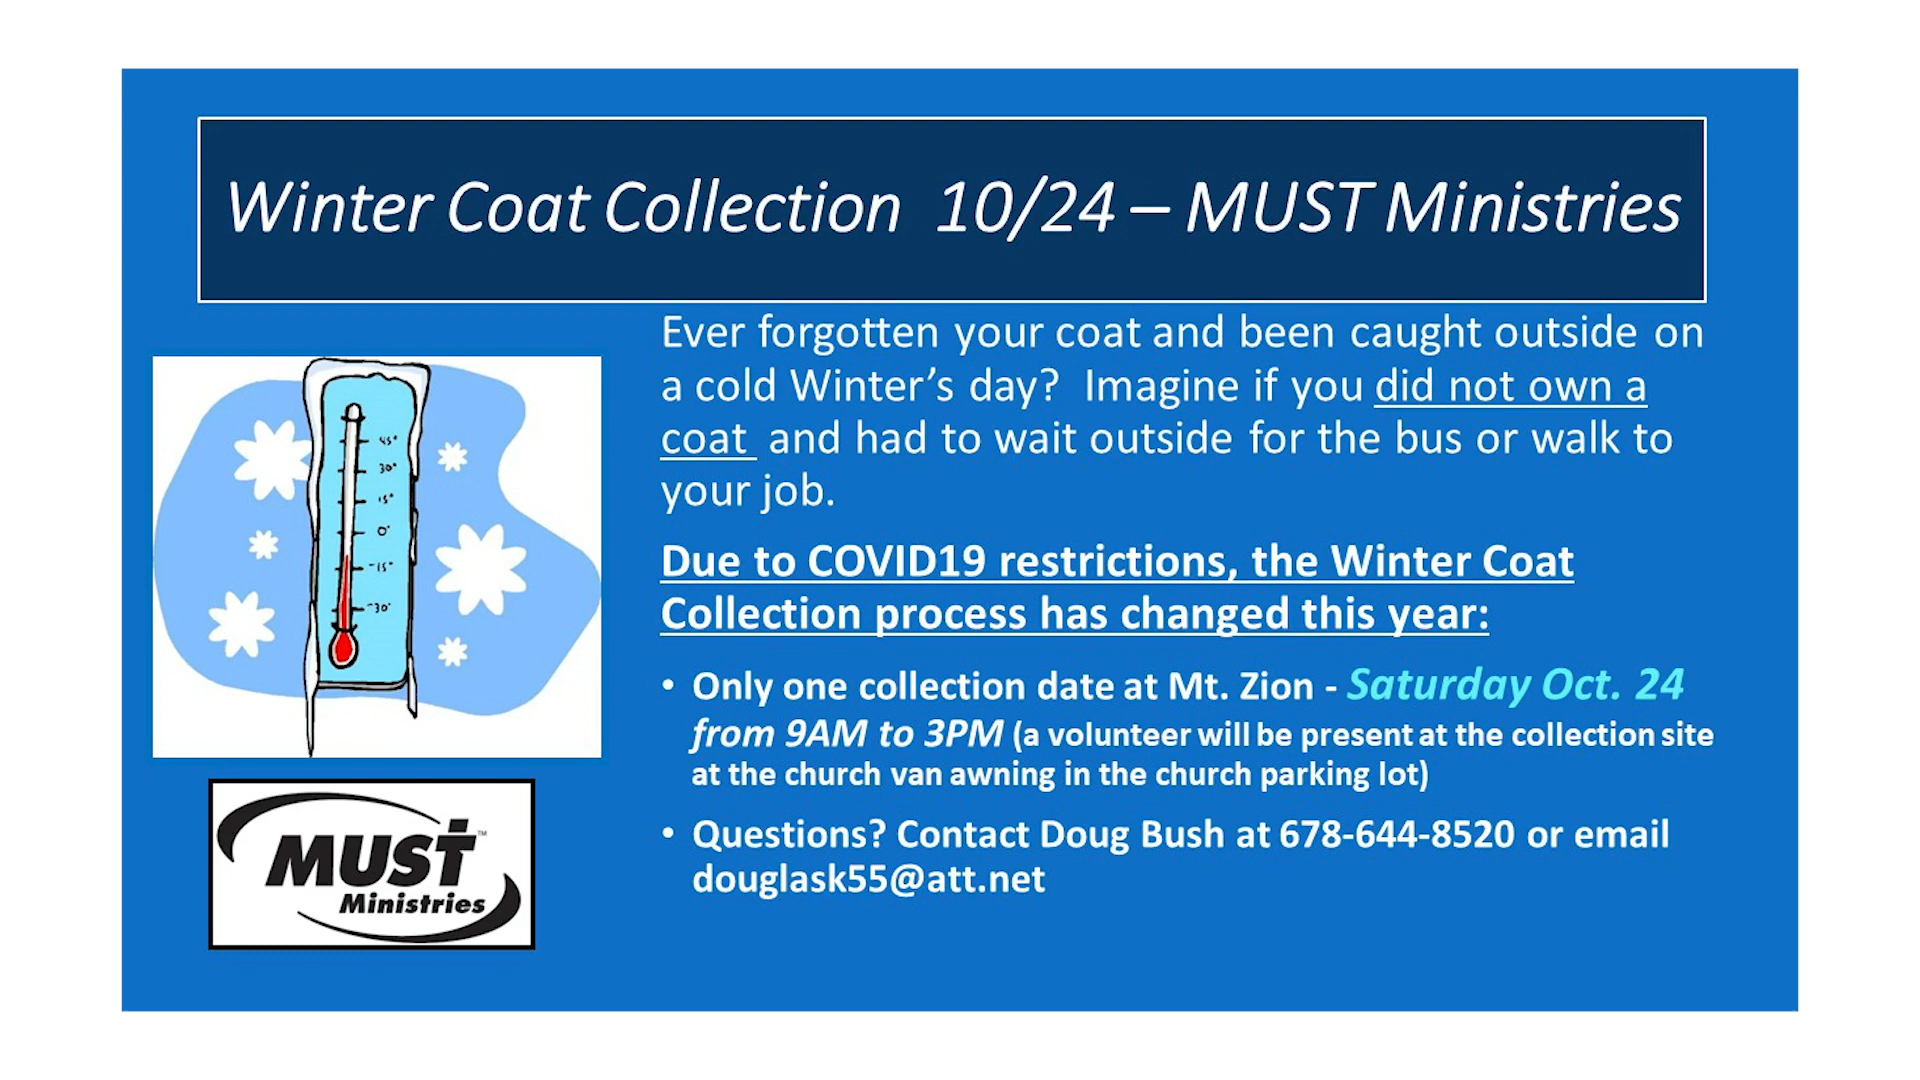 Winter Coat Collection  10/24 – MUST Ministries
Ever forgotten your coat and been caught outside on
a cold Winter's day?  Imagine if you did not own a
coat  and had to wait outside for the bus or walk to
your job.
Due to COVID19 restrictions, the Winter Coat
Collection process has changed this year:
• Only one collection date at Mt. Zion - Saturday Oct. 24
from 9AM to 3PM (a volunteer will be present at the collection site
at the church van awning in the church parking lot)
• Questions? Contact Doug Bush at 678-644-8520 or email
douglask55@att.net
45°
30°
15°
0°
-15°
-30°
MUST™
Ministries